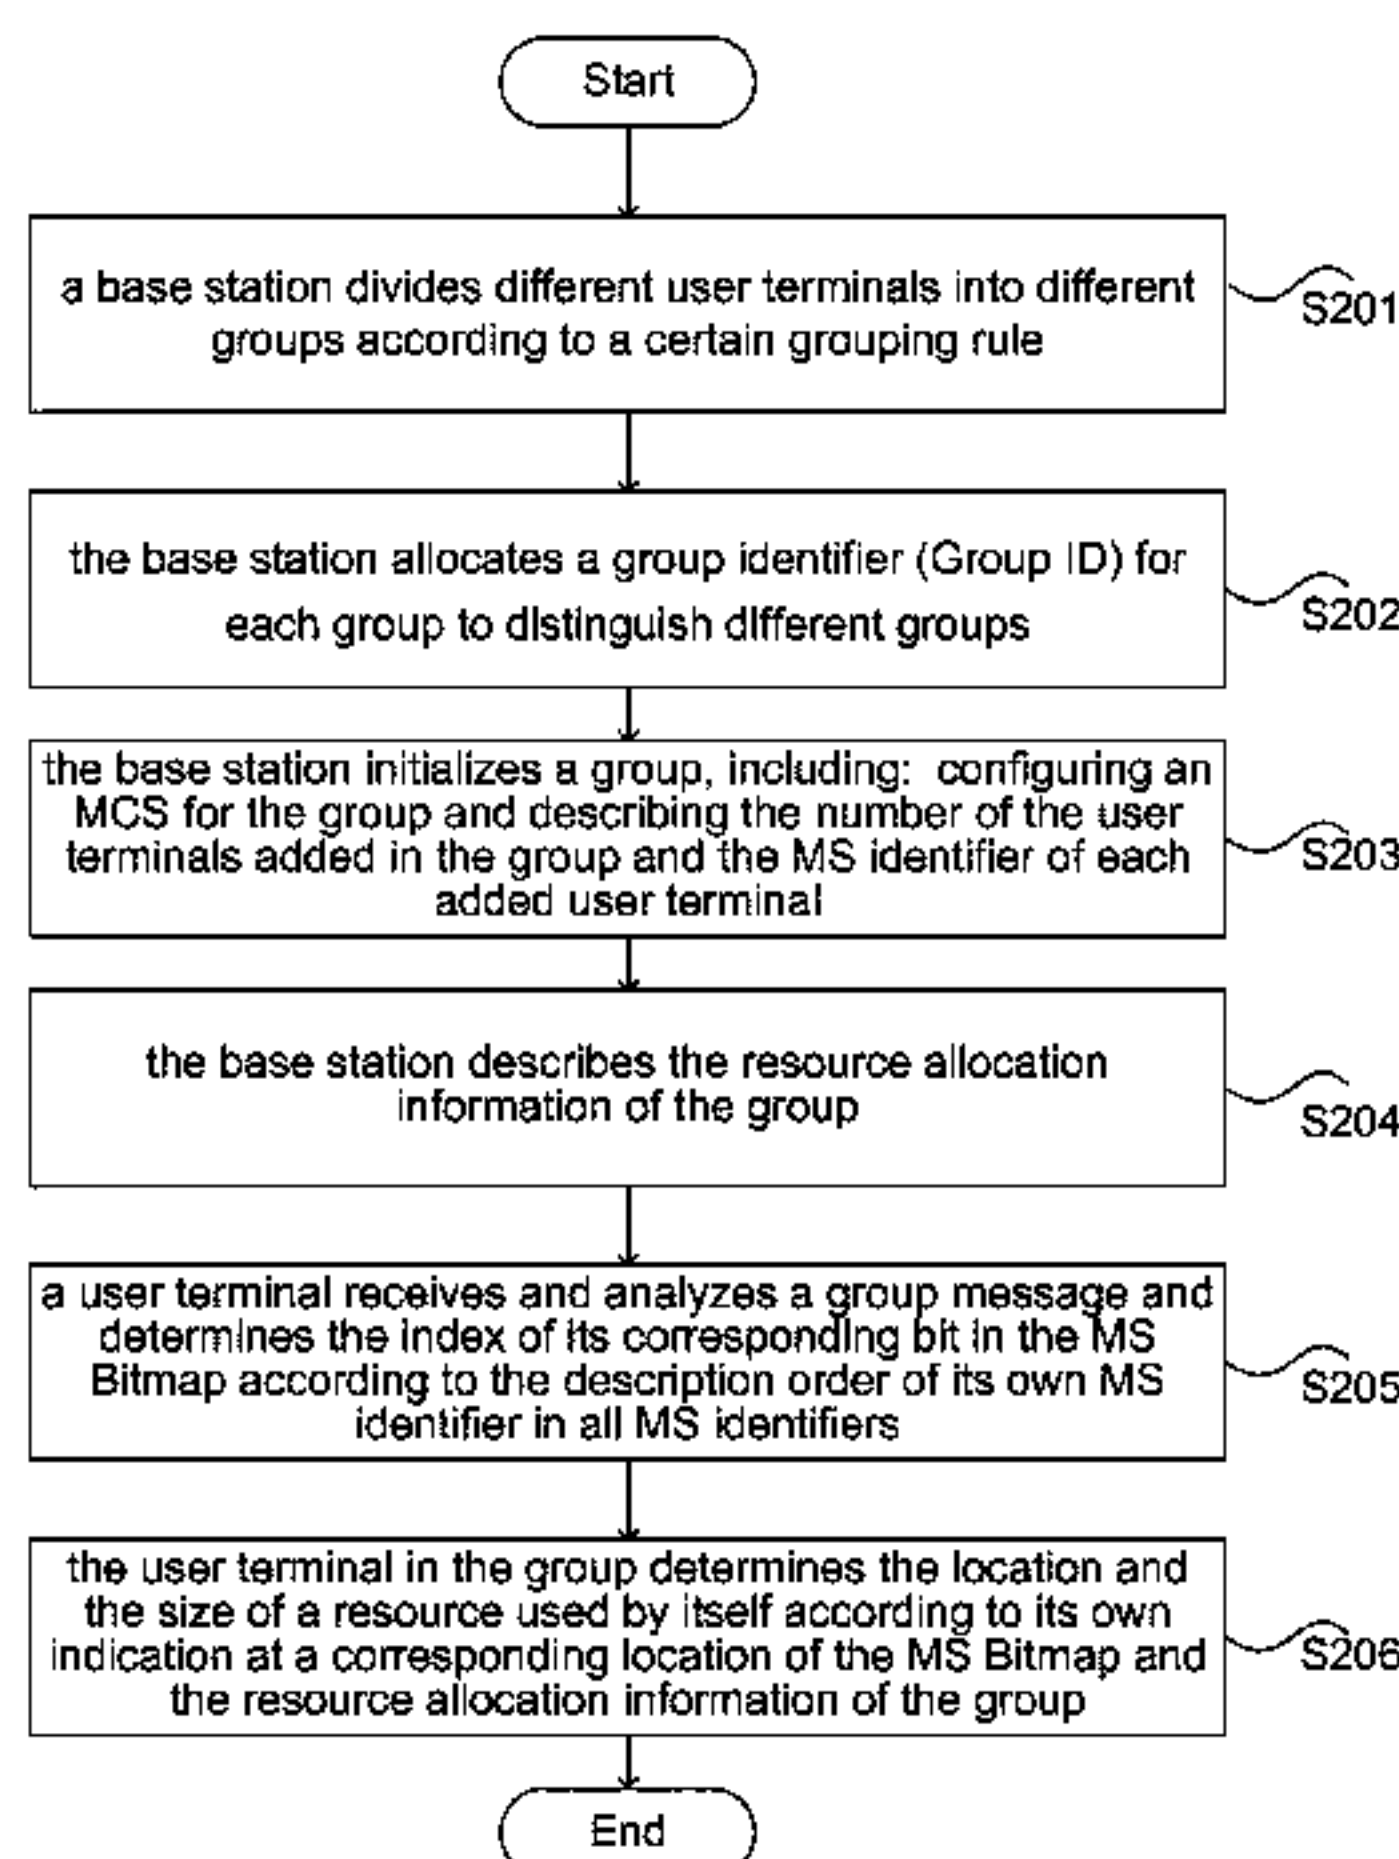 Start
a base station divides different user terminals into different
groups according to a certain grouping rule
S201
the base station allocates a group identifier (Group ID) for
each group to distinguish different groups
S202
the base station initializes a group, including: configuring an
MCS for the group and describing the number of the user
terminals added in the group and the MS identifier of each
added user terminal
S203
the base station describes the resource allocation
information of the group
S204
a user terminal receives and analyzes a group message and
determines the index of its corresponding bit in the MS
Bitmap according to the description order of its own MS
identifier in all MS identifiers
S205
the user terminal in the group determines the location and
the size of a resource used by itself according to its own
indication at a corresponding location of the MS Bitmap and
the resource allocation information of the group
S206
End